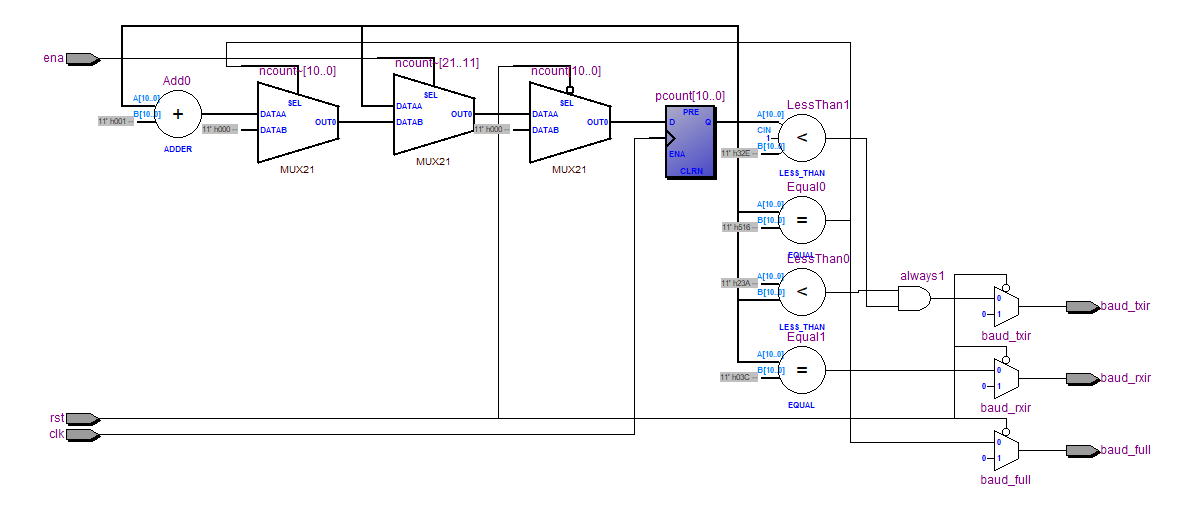 ena
Add0
A[10..0]
B[10..0]
11' h001 --
+
ADDER
ncount~[10..0]
SEL
DATAA
DATAB
OUT0
11' h000 --
MUX21
ncount~[21..11]
SEL
DATAA
DATAB
OUT0
MUX21
ncount[10..0]
SEL
DATAA
DATAB
OUT0
11' h000 --
MUX21
pcount[10..0]
PRE
D
Q
ENA
CLRN
LessThan1
A[10..0]
CIN
1
B[10..0]
11' h32E --
<
LESS_THAN
Equal0
A[10..0]
B[10..0]
11' h516 --
=
EQUAL
LessThan0
A[10..0]
11' h23A --
B[10..0]
<
LESS_THAN
Equal1
A[10..0]
B[10..0]
11' h03C --
=
EQUAL
always1
0
0
1
baud_txir
baud_txir
0
0
1
baud_rxir
baud_rxir
rst
clk
0
0
1
baud_full
baud_full